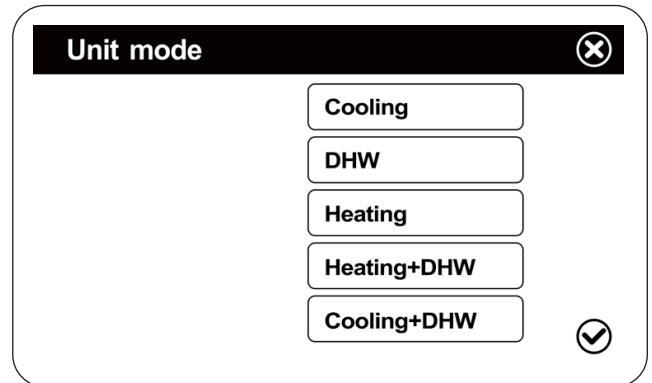 Unit mode
Cooling
DHW
Heating
Heating+DHW
Cooling+DHW